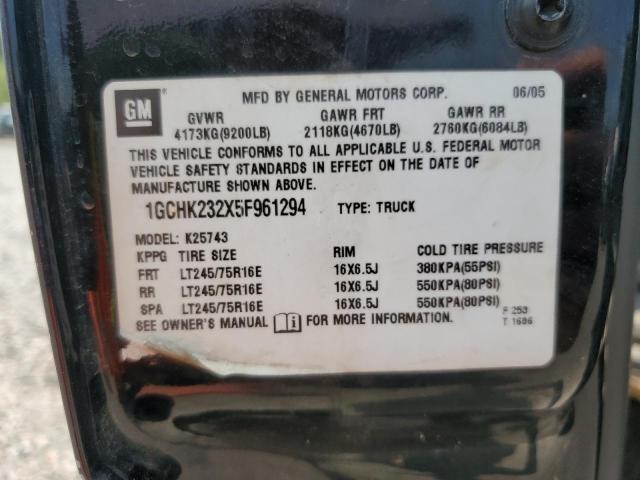 GM
MFD BY GENERAL MOTORS CORP. 06/05
GVWR GAWR FRT GAWR RR
4173KG(9200LB) 2118KG(4670LB) 2760KG(6084LB)
THIS VEHICLE CONFORMS TO ALL APPLICABLE U.S. FEDERAL MOTOR
VEHICLE SAFETY STANDARDS IN EFFECT ON THE DATE OF
MANUFACTURE SHOWN ABOVE.
1GCHK232X5F961294 TYPE: TRUCK
MODEL: K25743
KPPG TIRE SIZE RIM COLD TIRE PRESSURE
FRT LT245/75R16E 16X6.5J 380KPA(55PSI)
RR LT245/75R16E 16X6.5J 550KPA(80PSI)
SPA LT245/75R16E 16X6.5J 550KPA(80PSI)
SEE OWNER'S MANUAL FOR MORE INFORMATION. F 253
T 1686